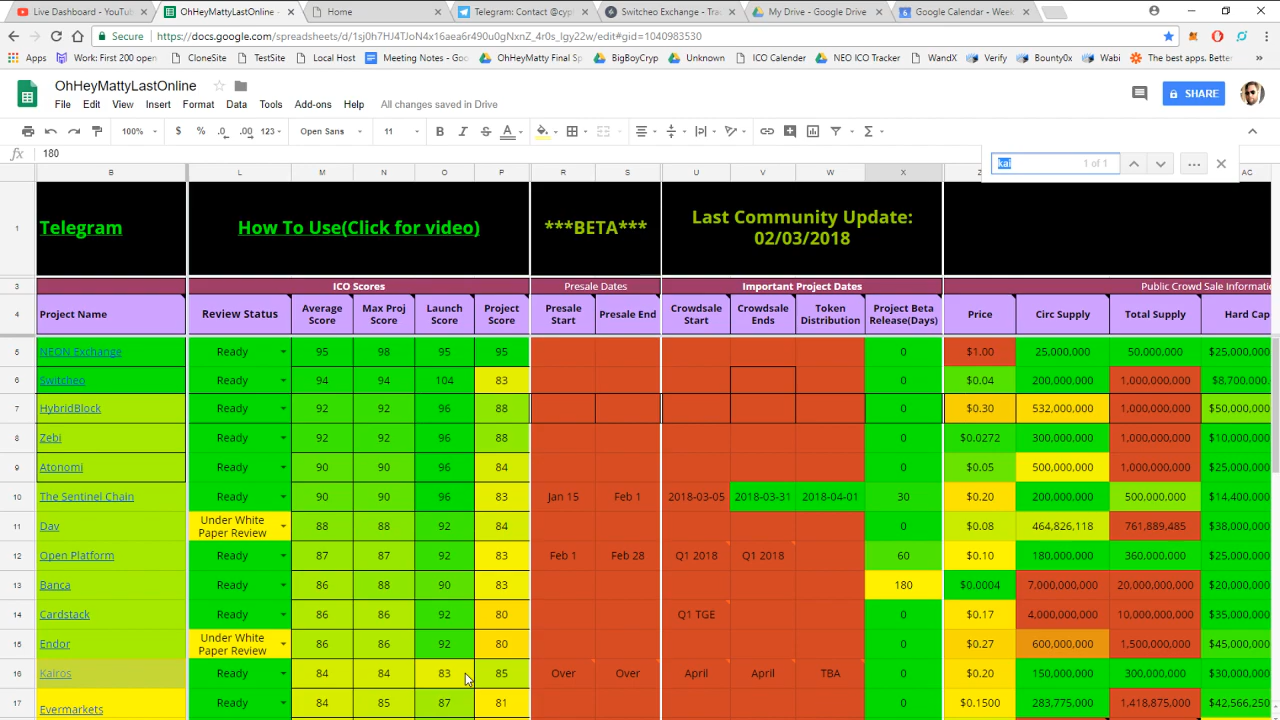 Live Dashboard - YouTu
OhHeyMattyLastOnline -
Home
Telegram: Contact @cyp
Switcheo Exchange - Tra
My Drive - Google Drive
Google Calendar - Week
Secure
https://docs.google.com/spreadsheets/d/1sj0h7HJ4TJoN4x16aea6r490u0gNxnZ_4r0s_lgy22w/edit#gid=1040983530
Apps
Work: First 200 open
CloneSite
TestSite
Local Host
Meeting Notes - Goo
OhHeyMatty Final Sp
BigBoyCryp
Unknown
ICO Calender
NEO ICO Tracker
WandX
Verify
Bounty0x
Wabi
The best apps. Better
OhHeyMattyLastOnline
SHARE
File Edit View Insert Format Data Tools Add-ons Help All changes saved in Drive
100% $ % .0 .00 123 Open Sans 11 B I S A
fx 180
kai 1 of 1
B L M N O P R S U V W X Z AA AB AC
1 Telegram How To Use(Click for video) ***BETA*** Last Community Update: 02/03/2018
3 ICO Scores Presale Dates Important Project Dates Public Crowd Sale Informatic
4 Project Name Review Status Average Score Max Proj Score Launch Score Project Score Presale Start Presale End Crowdsale Start Crowdsale Ends Token Distribution Project Beta Release(Days) Price Circ Supply Total Supply Hard Cap
5 NEON Exchange Ready 95 98 95 95 0 $1.00 25,000,000 50,000,000 $25,000,000
6 Switcheo Ready 94 94 104 83 0 $0.04 200,000,000 1,000,000,000 $8,700,000.
7 HybridBlock Ready 92 92 96 88 0 $0.30 532,000,000 1,000,000,000 $50,000,000
8 Zebi Ready 92 92 96 88 0 $0.0272 300,000,000 1,000,000,000 $10,000,000
9 Atonomi Ready 90 90 96 84 0 $0.05 500,000,000 1,000,000,000 $25,000,000
10 The Sentinel Chain Ready 90 90 96 83 Jan 15 Feb 1 2018-03-05 2018-03-31 2018-04-01 30 $0.20 200,000,000 500,000,000 $14,400,000
11 Dav Under White Paper Review 88 88 92 84 0 $0.08 464,826,118 761,889,485 $38,000,000
12 Open Platform Ready 87 87 92 83 Feb 1 Feb 28 Q1 2018 Q1 2018 60 $0.10 180,000,000 360,000,000 $25,000,000
13 Banca Ready 86 88 90 83 180 $0.0004 7,000,000,000 20,000,000,000 $20,000,000
14 Cardstack Ready 86 86 92 80 Q1 TGE 0 $0.17 4,000,000,000 10,000,000,000 $35,000,000
15 Endor Under White Paper Review 86 86 92 80 0 $0.27 600,000,000 1,500,000,000 $45,000,000
16 Kairos Ready 84 84 83 85 Over Over April April TBA 0 $0.20 150,000,000 300,000,000 $30,000,000
17 Evermarkets Ready 84 85 87 81 0 $0.1500 283,775,000 1,418,875,000 $42,566,250